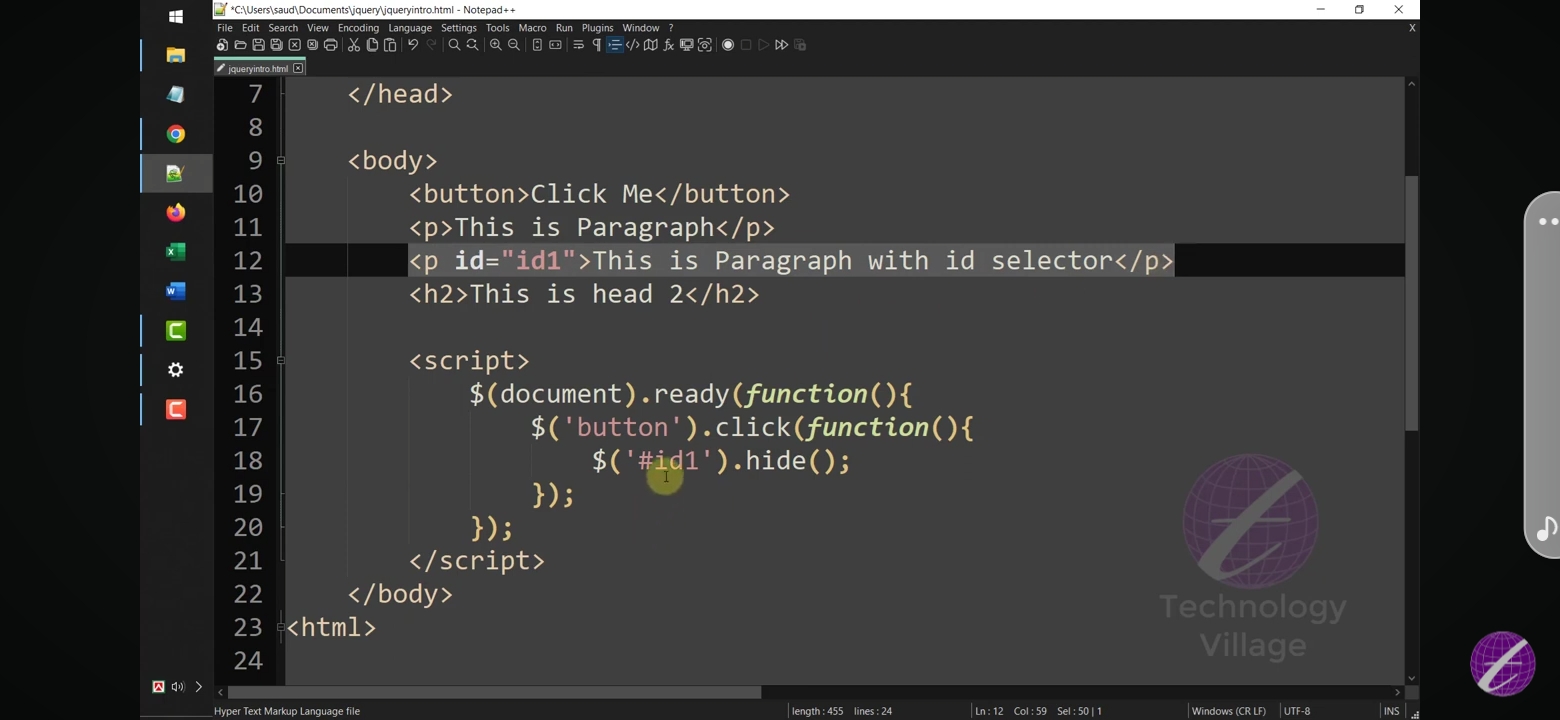 *C:\Users\saud\Documents\jquery\jqueryintro.html - Notepad++
File Edit Search View Encoding Language Settings Tools Macro Run Plugins Window ? X
jqueryintro.html
7 </head>
8
9 <body>
10 <button>Click Me</button>
11 <p>This is Paragraph</p>
12 <p id="id1">This is Paragraph with id selector</p>
13 <h2>This is head 2</h2>
14
15 <script>
16 $(document).ready(function(){
17 $('button').click(function(){
18 $('#id1').hide();
19 });
20 });
21 </script>
22 </body>
23 <html>
24
Technology
Village
Hyper Text Markup Language file length : 455 lines : 24 Ln : 12 Col : 59 Sel : 50 | 1 Windows (CR LF) UTF-8 INS